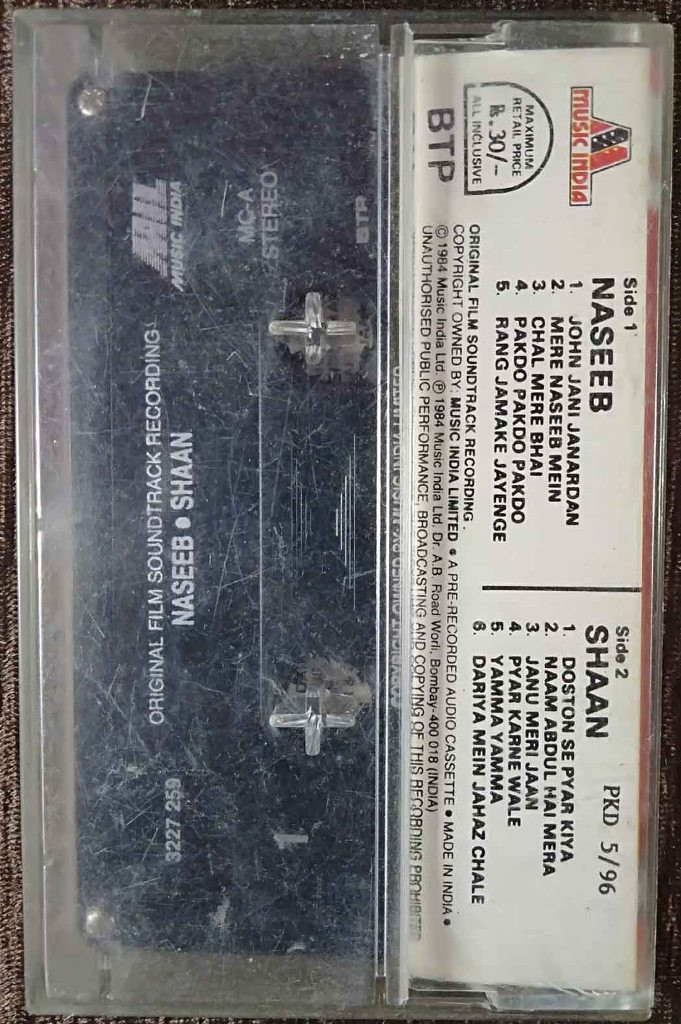 MUSIC INDIA
MAXIMUM
RETAIL PRICE
Rs.30/-
ALL INCLUSIVE
BTP
Side 1
NASEEB
1. JOHN JANI JANARDAN
2. MERE NASEEB MEIN
3. CHAL MERE BHAI
4. PAKDO PAKDO PAKDO
5. RANG JAMAKE JAYENGE
Side 2
SHAAN
PKD 5/96
1. DOSTON SE PYAR KIYA
2. NAAM ABDUL HAI MERA
3. JANU MERI JAAN
4. PYAR KARNE WALE
5. YAMMA YAMMA
6. DARIYA MEIN JAHAZ CHALE
ORIGINAL FILM SOUNDTRACK RECORDING
COPYRIGHT OWNED BY: MUSIC INDIA LIMITED • A PRE-RECORDED AUDIO CASSETTE • MADE IN INDIA •
© 1984 Music India Ltd. ℗ 1984 Music India Ltd. Dr. A.B. Road Worli, Bombay-400 018 (INDIA)
UNAUTHORISED PUBLIC PERFORMANCE, BROADCASTING AND COPYING OF THIS RECORDING PROHIBITED
BTP
STEREO
MUSIC INDIA
ORIGINAL FILM SOUNDTRACK RECORDING
NASEEB • SHAAN
3227 269
1